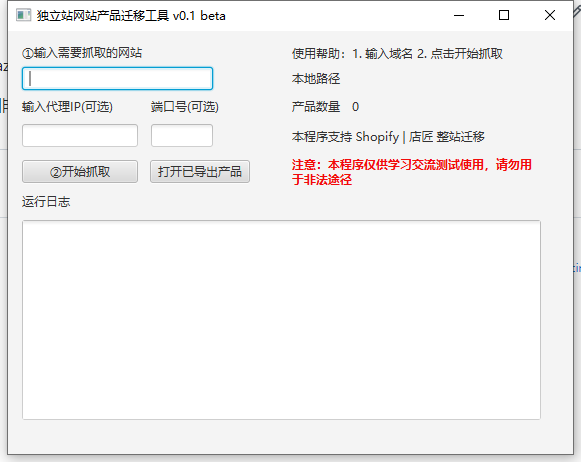 独立站网站产品迁移工具 v0.1 beta
①输入需要抓取的网站
使用帮助：1. 输入域名 2. 点击开始抓取
本地路径
输入代理IP(可选) 端口号(可选)
产品数量 0
本程序支持 Shopify | 店匠 整站迁移
②开始抓取 打开已导出产品
注意：本程序仅供学习交流测试使用，请勿用
于非法途径
运行日志